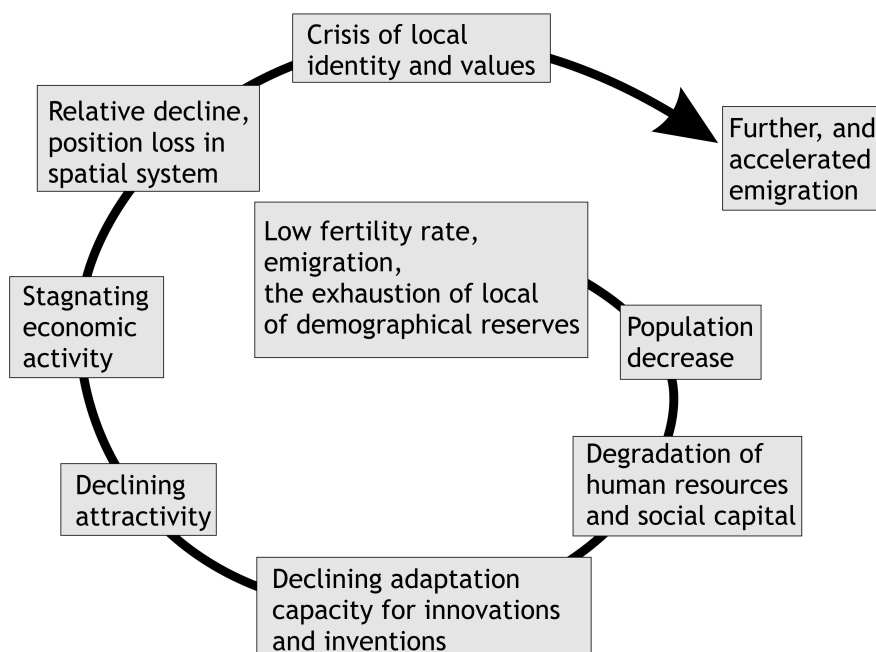 Crisis of local
identity and values
Relative decline,
position loss in
spatial system
Further, and
accelerated
emigration
Low fertility rate,
emigration,
the exhaustion of local
of demographical reserves
Stagnating
economic
activity
Population
decrease
Degradation of
human resources
and social capital
Declining
attractivity
Declining adaptation
capacity for innovations
and inventions